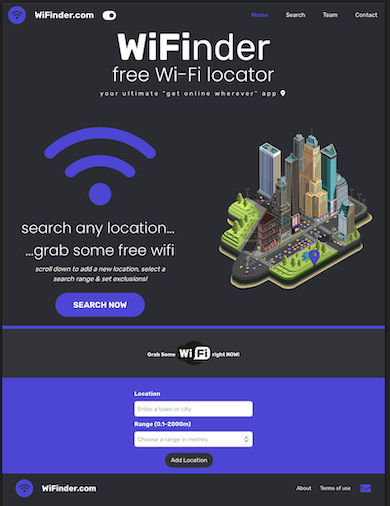 WiFinder.com
Home Search Team Contact
WiFinder
free Wi-Fi locator
your ultimate "get online wherever" app
search any location...
...grab some free wifi
scroll down to add a new location, select a
search range & set exclusions!
SEARCH NOW
Grab Some Wi Fi right NOW!
Location
Enter a town or city
Range (0.1-2000m)
Choose a range in metres
Add Location
WiFinder.com
About Terms of use